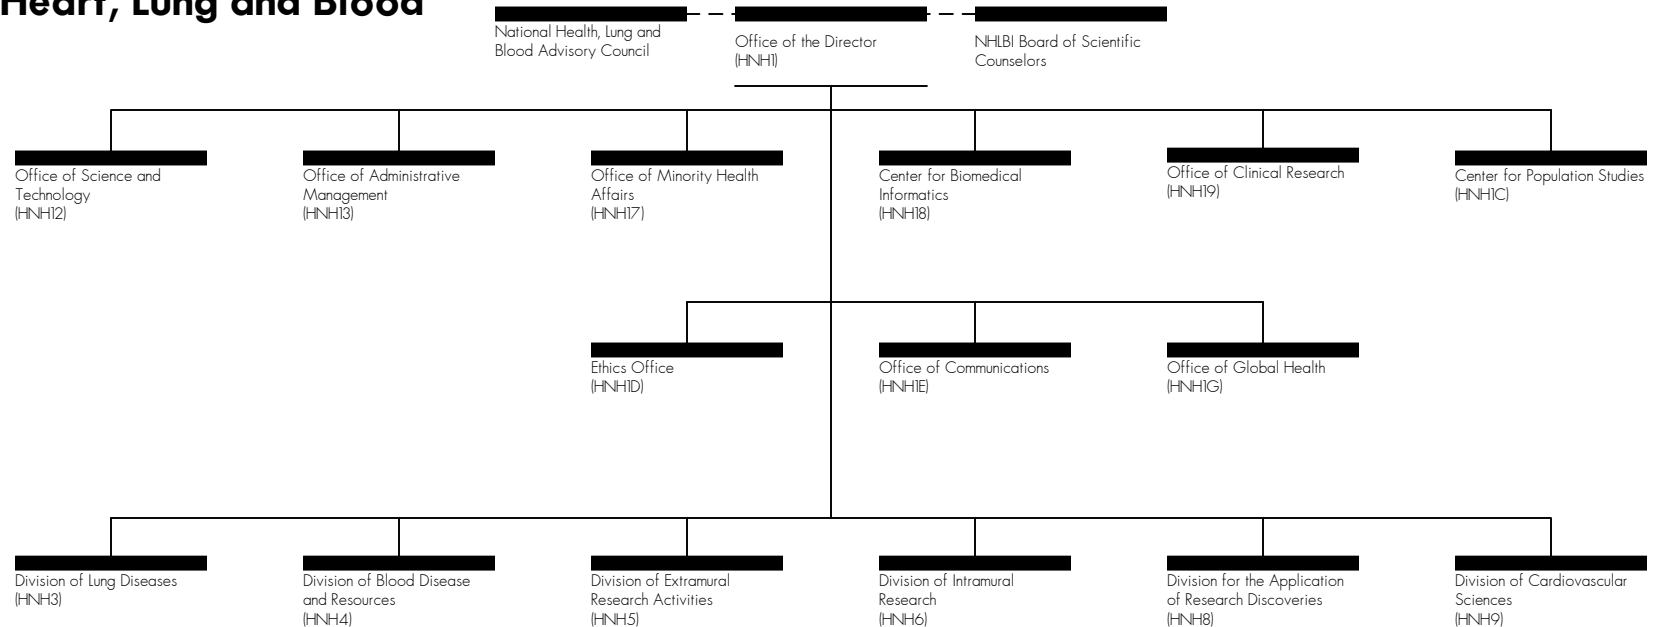 Heart, Lung and Blood
National Health, Lung and
Blood Advisory Council
Office of the Director
(HNH1)
NHLBI Board of Scientific
Counselors
Office of Science and
Technology
(HNH12)
Office of Administrative
Management
(HNH13)
Office of Minority Health
Affairs
(HNH17)
Center for Biomedical
Informatics
(HNH18)
Office of Clinical Research
(HNH19)
Center for Population Studies
(HNH1C)
Ethics Office
(HNH1D)
Office of Communications
(HNH1E)
Office of Global Health
(HNH1G)
Division of Lung Diseases
(HNH3)
Division of Blood Disease
and Resources
(HNH4)
Division of Extramural
Research Activities
(HNH5)
Division of Intramural
Research
(HNH6)
Division for the Application
of Research Discoveries
(HNH8)
Division of Cardiovascular
Sciences
(HNH9)